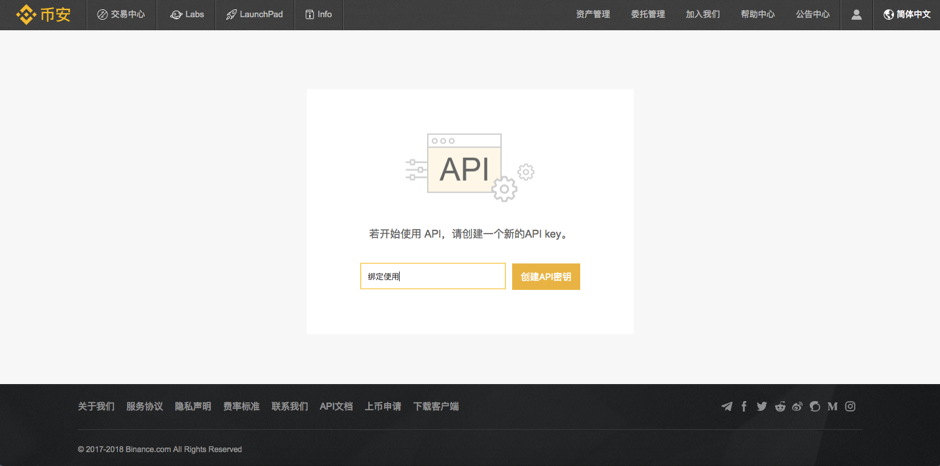 币安 交易中心 Labs LaunchPad Info 资产管理 委托管理 加入我们 帮助中心 公告中心 简体中文
API
若开始使用 API，请创建一个新的API key。
绑定使用 创建API密钥
关于我们 服务协议 隐私声明 费率标准 联系我们 API文档 上币申请 下载客户端
© 2017-2018 Binance.com All Rights Reserved